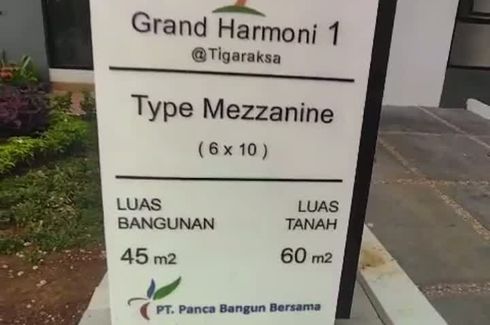 Grand Harmoni 1
@Tigaraksa
Type Mezzanine
( 6 x 10 )
LUAS BANGUNAN
45 m2
LUAS TANAH
60 m2
PT. Panca Bangun Bersama